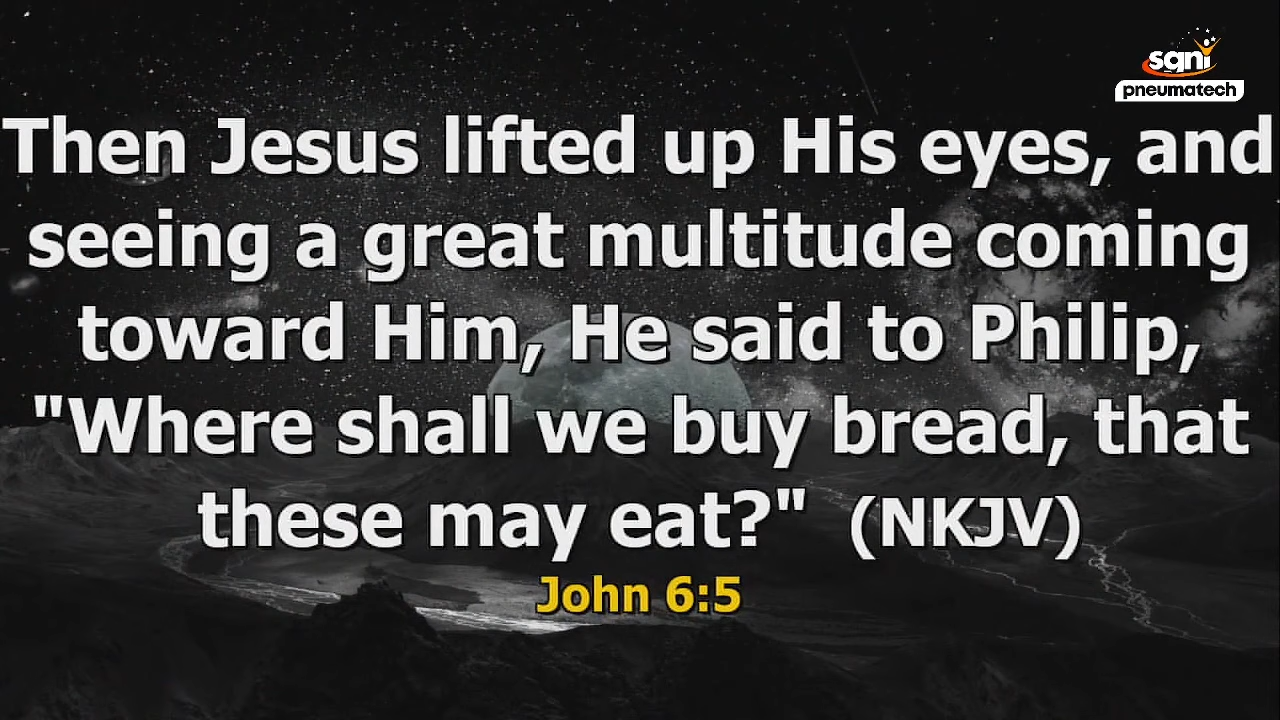 sgni
pneumatech
Then Jesus lifted up His eyes, and
seeing a great multitude coming
toward Him, He said to Philip,
"Where shall we buy bread, that
these may eat?" (NKJV)
John 6:5